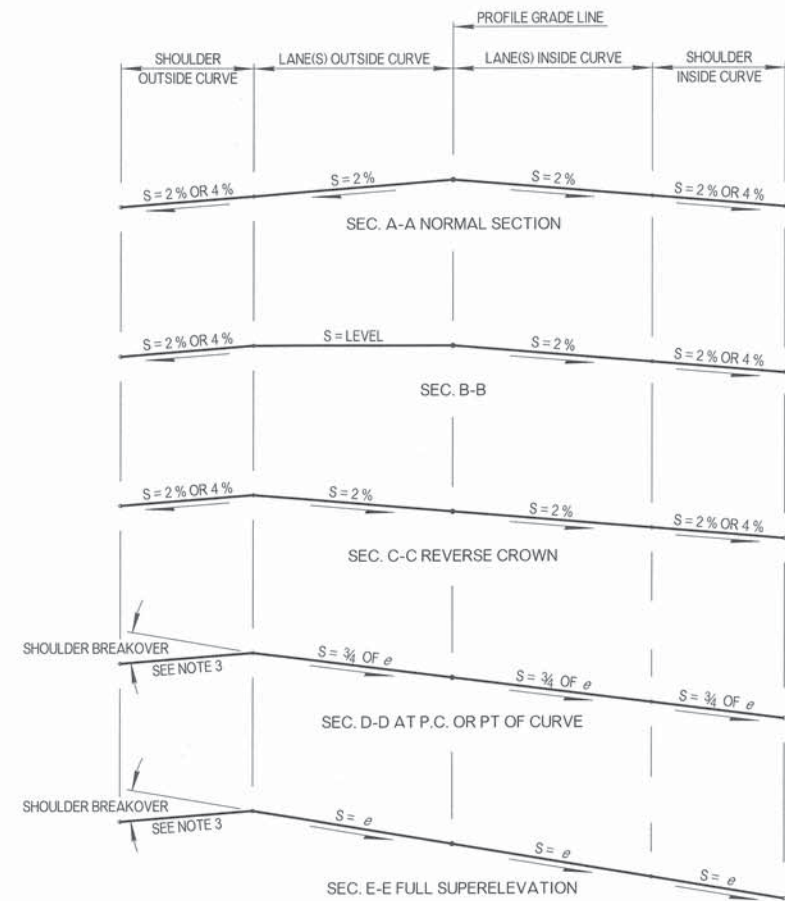 PROFILE GRADE LINE
SHOULDER
OUTSIDE CURVE
LANE(S) OUTSIDE CURVE
LANE(S) INSIDE CURVE
SHOULDER
INSIDE CURVE
S = 2 % OR 4 %
S = 2 %
S = 2 %
S = 2 % OR 4 %
SEC. A-A NORMAL SECTION
S = 2 % OR 4 %
S = LEVEL
S = 2 %
S = 2 % OR 4 %
SEC. B-B
S = 2 % OR 4 %
S = 2 %
S = 2 %
S = 2 % OR 4 %
SEC. C-C REVERSE CROWN
SHOULDER BREAKOVER
SEE NOTE 3
S = ¾ OF e
S = ¾ OF e
S = ¾ OF e
SEC. D-D AT P.C. OR PT OF CURVE
SHOULDER BREAKOVER
SEE NOTE 3
S = e
S = e
S = e
SEC. E-E FULL SUPERELEVATION